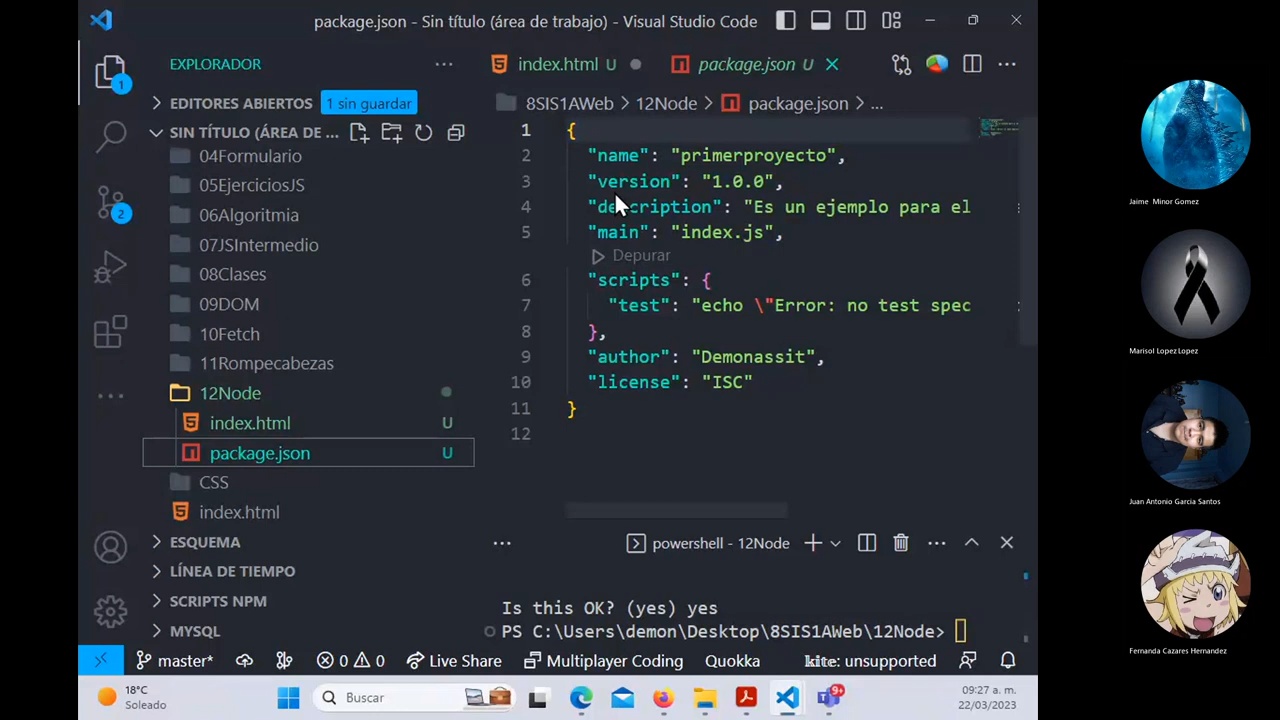 package.json - Sin título (área de trabajo) - Visual Studio Code
EXPLORADOR
1
EDITORES ABIERTOS 1 sin guardar
SIN TÍTULO (ÁREA DE ...
04Formulario
05EjerciciosJS
2
06Algoritmia
07JSIntermedio
08Clases
09DOM
10Fetch
11Rompecabezas
12Node
index.html U
package.json U
CSS
index.html
ESQUEMA
LÍNEA DE TIEMPO
SCRIPTS NPM
MYSQL
index.html U
package.json U
8SIS1AWeb > 12Node > package.json > ...
1 {
2 "name": "primerproyecto",
3 "version": "1.0.0",
4 "description": "Es un ejemplo para el
5 "main": "index.js",
Depurar
6 "scripts": {
7 "test": "echo \"Error: no test spec
8 },
9 "author": "Demonassit",
10 "license": "ISC"
11 }
12
powershell - 12Node
Is this OK? (yes) yes
PS C:\Users\demon\Desktop\8SIS1AWeb\12Node>
master* 0 0 Live Share Multiplayer Coding Quokka kite: unsupported
18°C
Soleado
Buscar
9+
09:27 a. m.
22/03/2023
Jaime Minor Gomez
Marisol Lopez Lopez
Juan Antonio Garcia Santos
Fernanda Cazares Hernandez